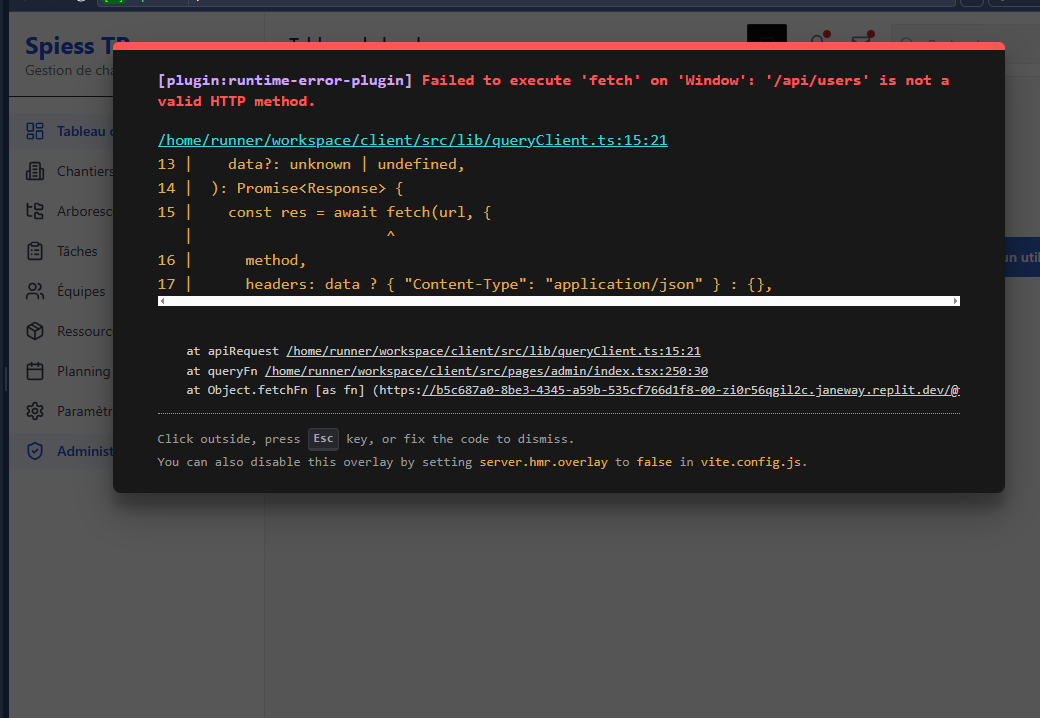 Spiess TP
Gestion de cha
[plugin:runtime-error-plugin] Failed to execute 'fetch' on 'Window': '/api/users' is not a
valid HTTP method.
/home/runner/workspace/client/src/lib/queryClient.ts:15:21
13 |    data?: unknown | undefined,
14 |  ): Promise<Response> {
15 |    const res = await fetch(url, {
|                      ^
16 |      method,
17 |      headers: data ? { "Content-Type": "application/json" } : {},
at apiRequest /home/runner/workspace/client/src/lib/queryClient.ts:15:21
at queryFn /home/runner/workspace/client/src/pages/admin/index.tsx:250:30
at Object.fetchFn [as fn] (https://b5c687a0-8be3-4345-a59b-535cf766d1f8-00-zi0r56qgil2c.janeway.replit.dev/@
Click outside, press Esc key, or fix the code to dismiss.
You can also disable this overlay by setting server.hmr.overlay to false in vite.config.js.
Tableau
Chantiers
Arboresc
Tâches
Équipes
Ressourc
Planning
Paramètr
Administ
un util